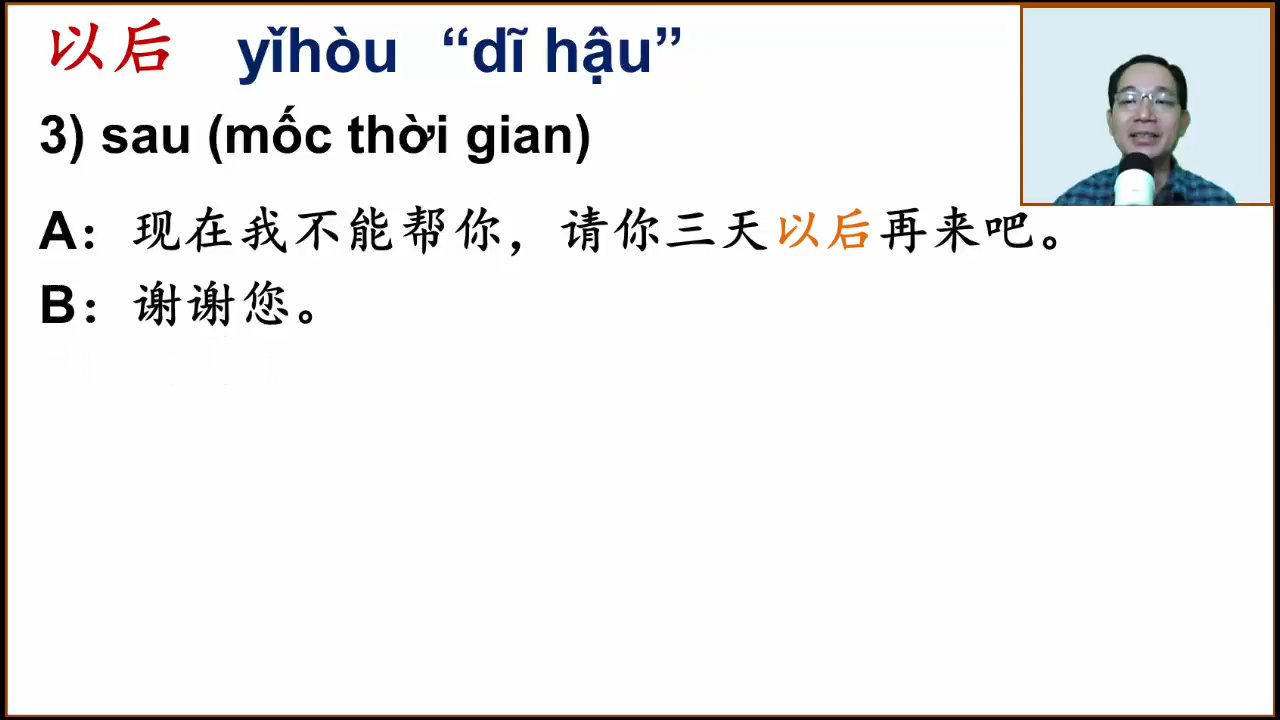 以后 yǐhòu “dĩ hậu”
3) sau (mốc thời gian)
A：现在我不能帮你，请你三天以后再来吧。
B：谢谢您。